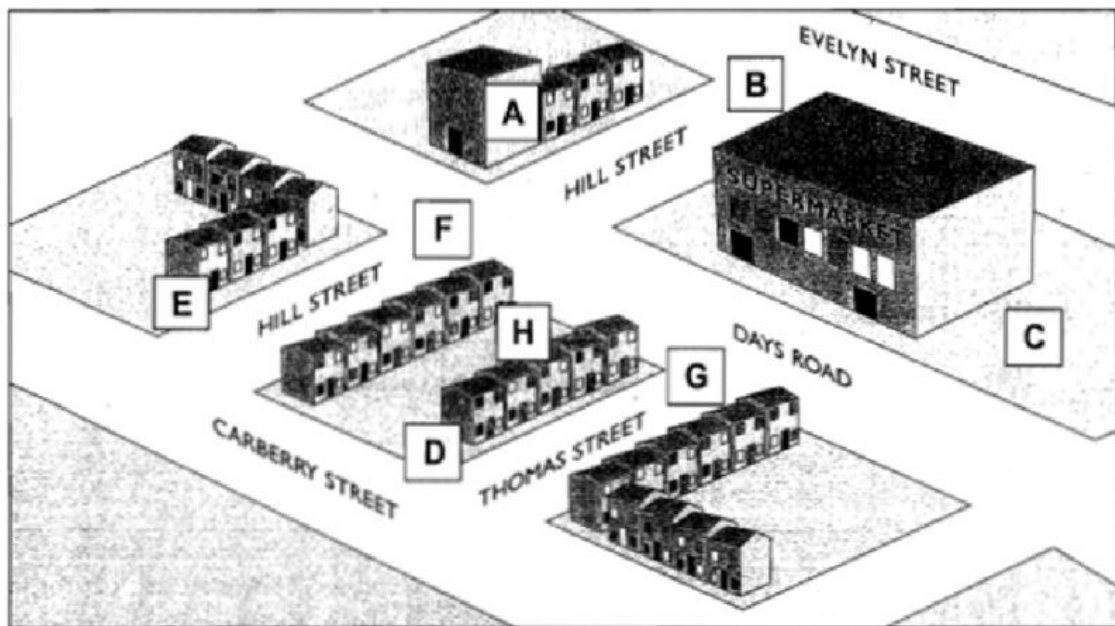 EVELYN STREET
B
A
HILL STREET
SUPERMARKET
F
E
HILL STREET
H
C
DAYS ROAD
G
D
CARBERRY STREET
THOMAS STREET